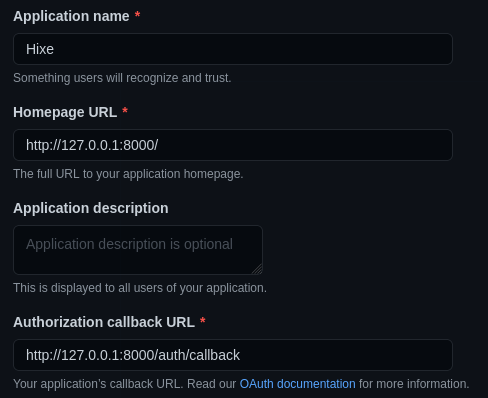 Application name *
Hixe
Something users will recognize and trust.
Homepage URL *
http://127.0.0.1:8000/
The full URL to your application homepage.
Application description
Application description is optional
This is displayed to all users of your application.
Authorization callback URL *
http://127.0.0.1:8000/auth/callback
Your application's callback URL. Read our OAuth documentation for more information.